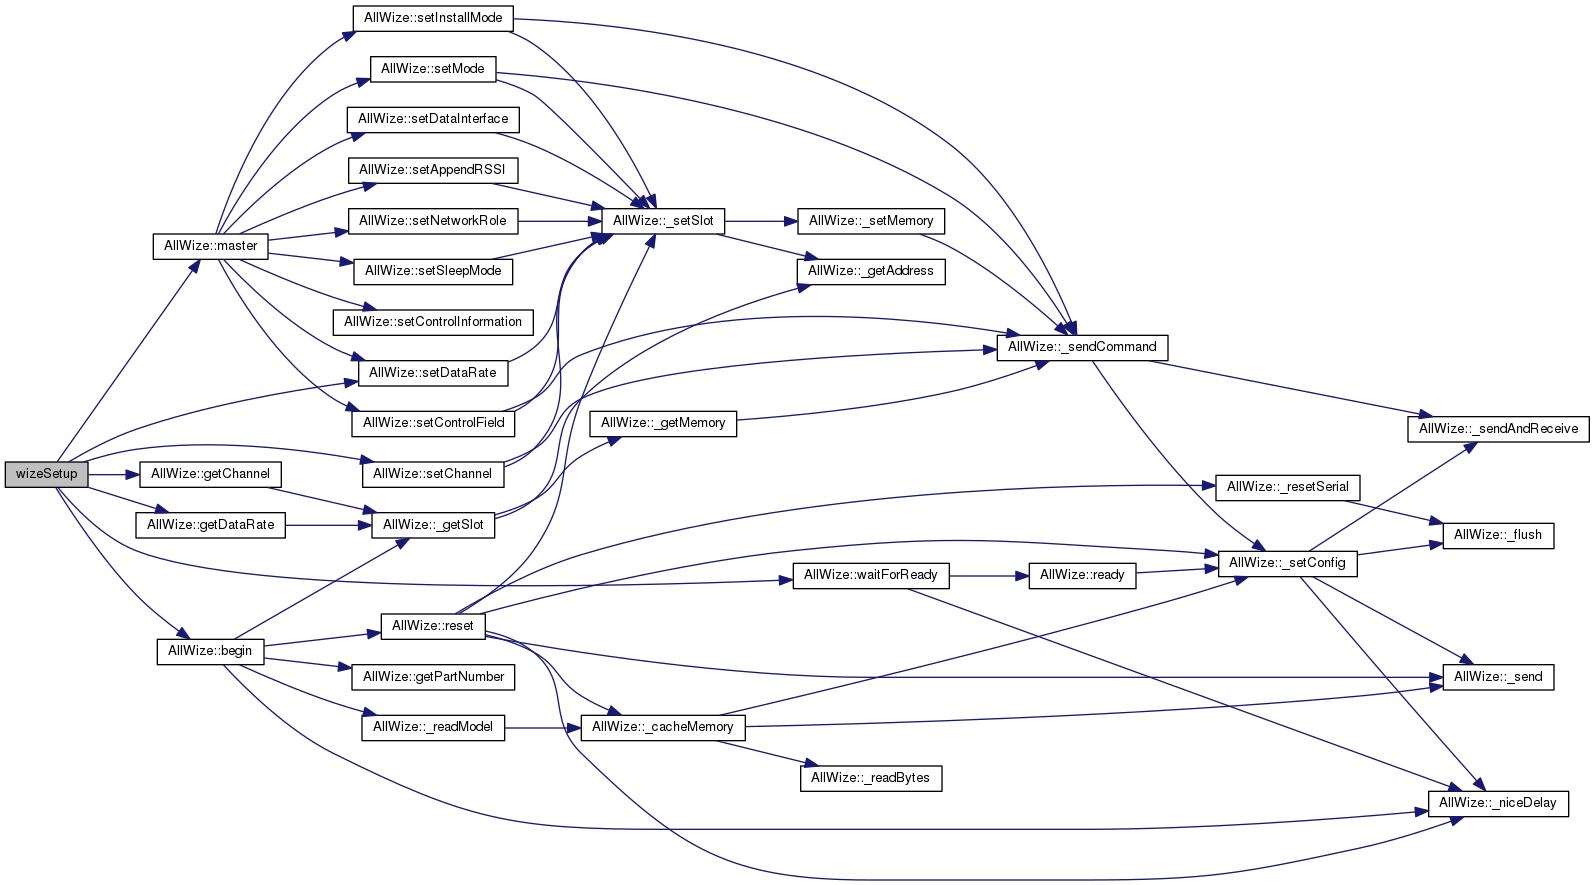 AllWize::setInstallMode
AllWize::setMode
AllWize::setDataInterface
AllWize::setAppendRSSI
AllWize::setNetworkRole
AllWize::_setSlot
AllWize::_setMemory
AllWize::master
AllWize::setSleepMode
AllWize::_getAddress
AllWize::setControlInformation
AllWize::_sendCommand
AllWize::setDataRate
AllWize::setControlField
AllWize::_getMemory
AllWize::_sendAndReceive
wizeSetup
AllWize::getChannel
AllWize::setChannel
AllWize::_resetSerial
AllWize::getDataRate
AllWize::_getSlot
AllWize::_flush
AllWize::_setConfig
AllWize::waitForReady
AllWize::ready
AllWize::reset
AllWize::begin
AllWize::getPartNumber
AllWize::_send
AllWize::_readModel
AllWize::_cacheMemory
AllWize::_readBytes
AllWize::_niceDelay